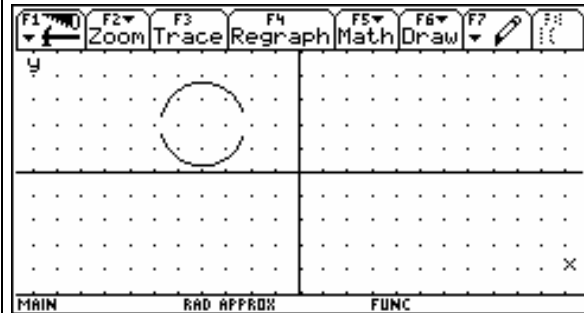 F1 F2 F3 F4 F5 F6 F7
Zoom Trace Regraph Math Draw
y
x
MAIN RAD APPROX FUNC